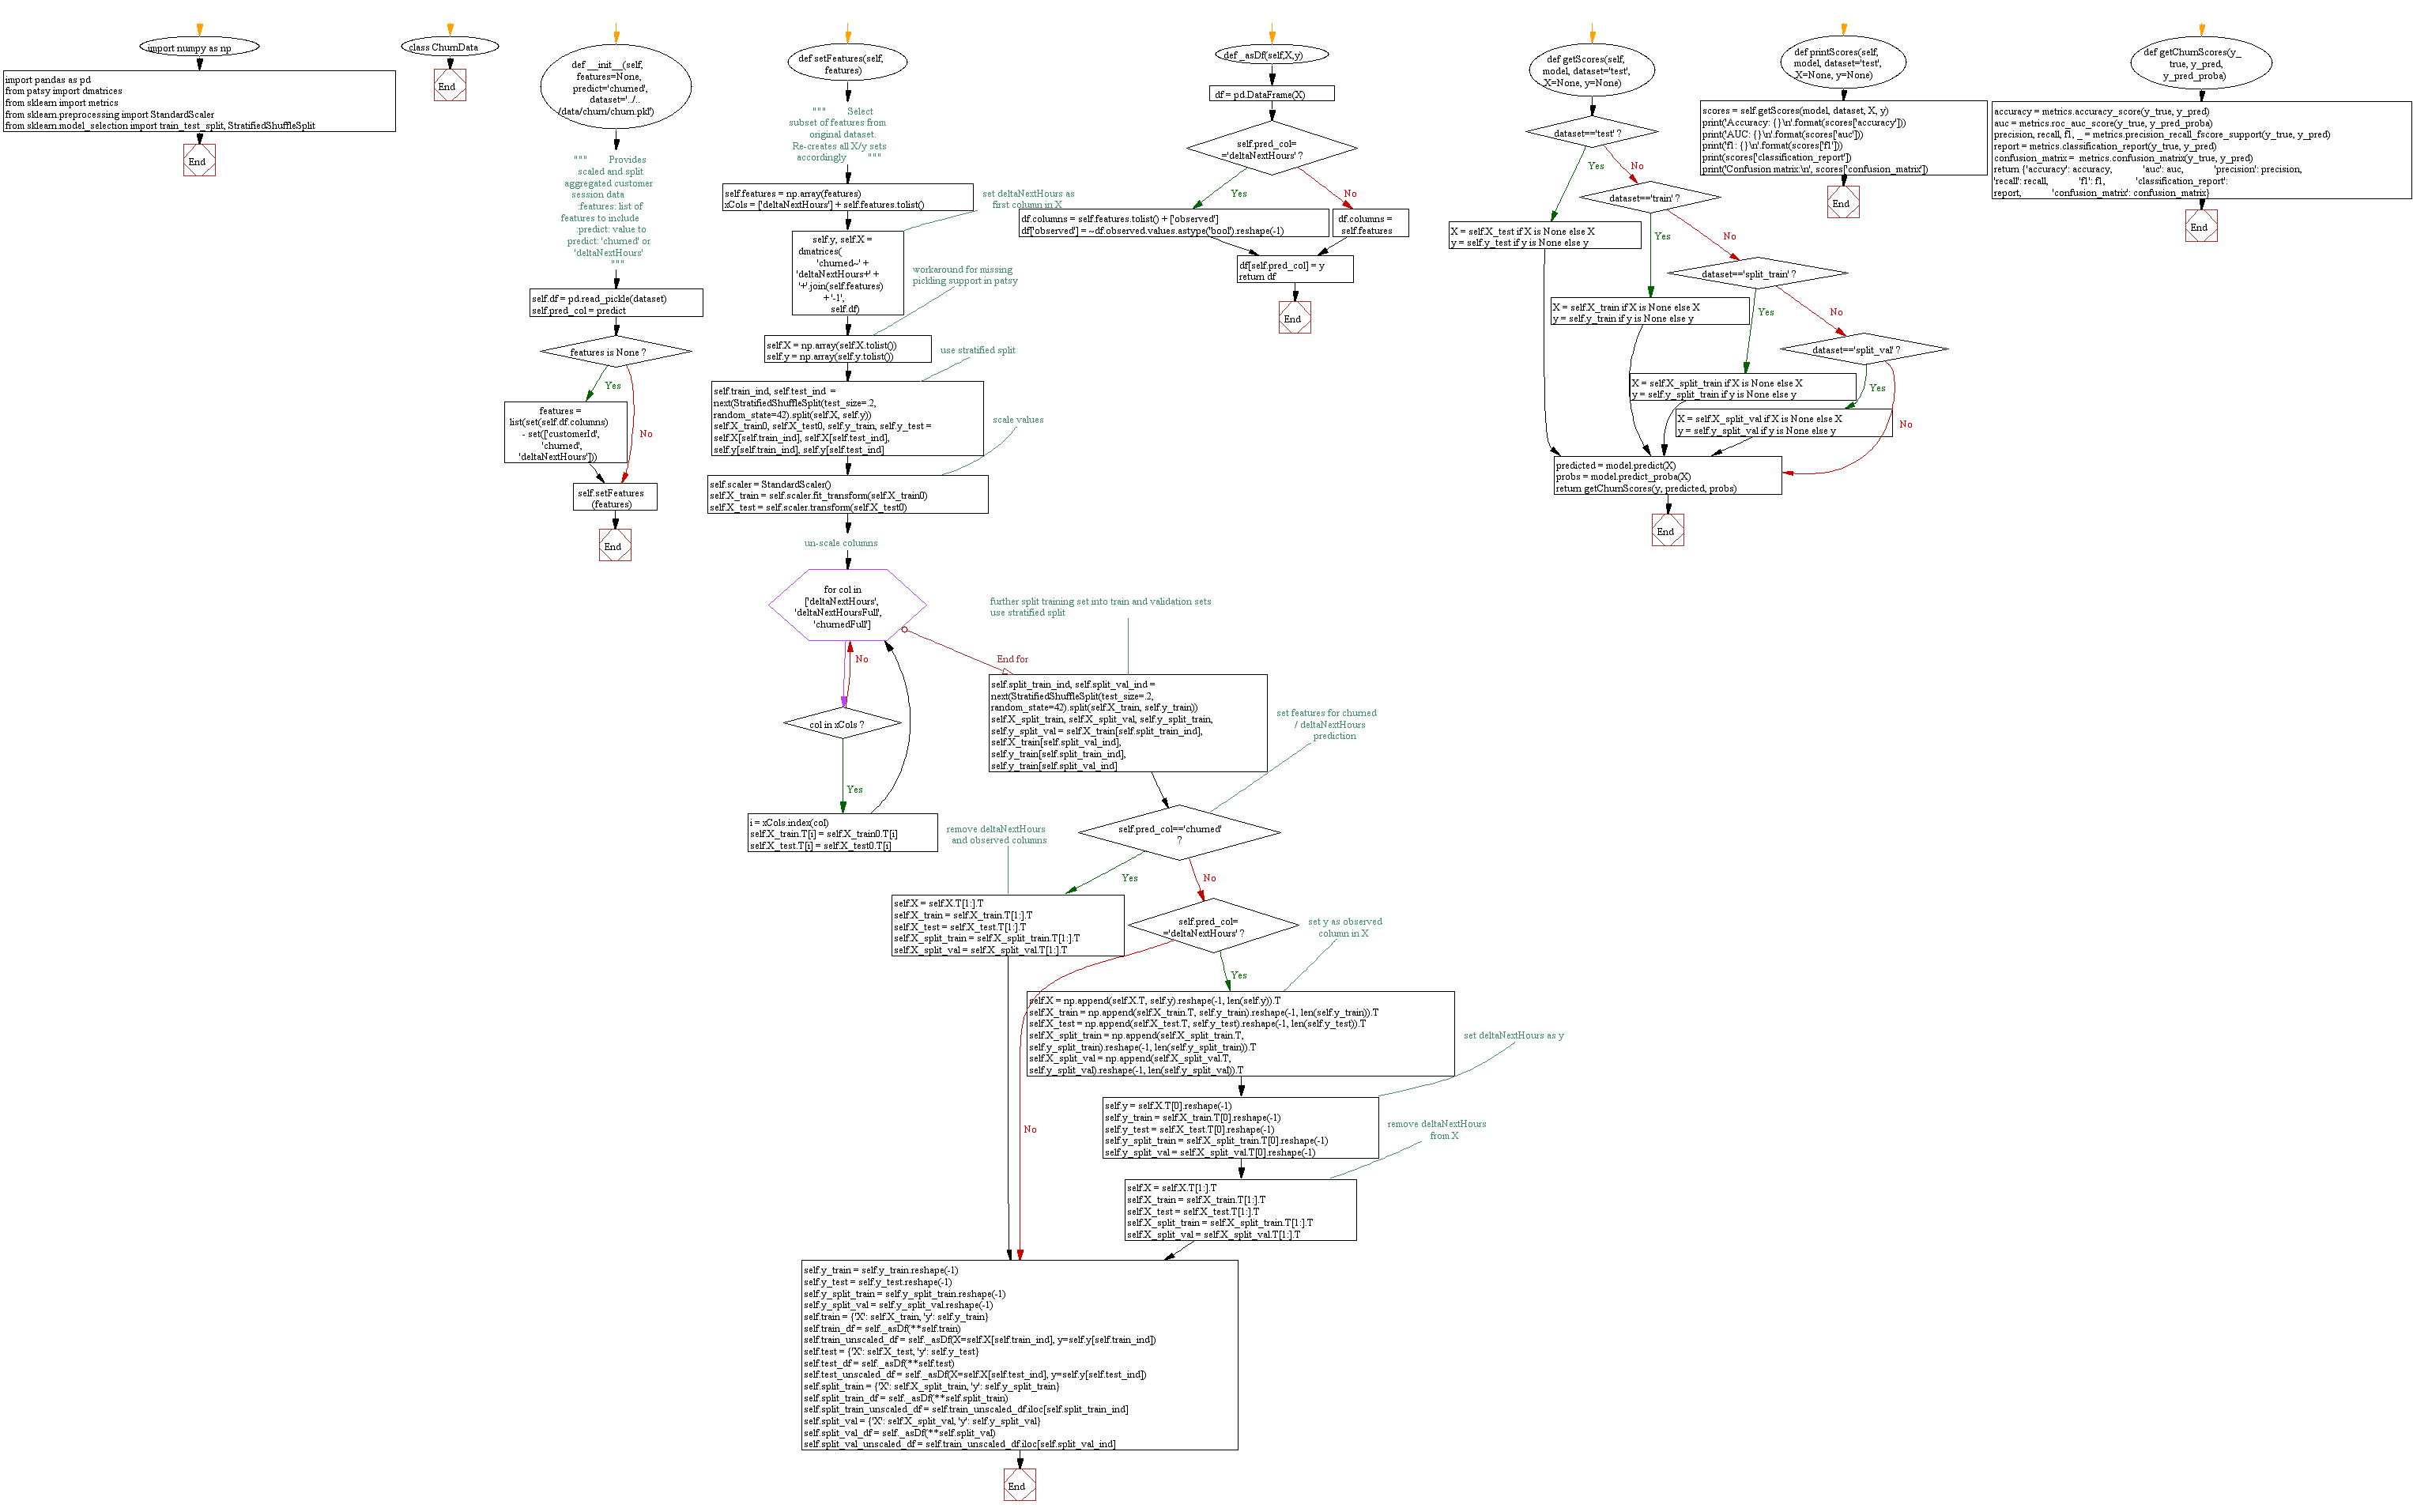 import numpy as np
import pandas as pd
from patsy import dmatrices
from sklearn import metrics
from sklearn.preprocessing import StandardScaler
from sklearn.model_selection import train_test_split, StratifiedShuffleSplit
End
class ChurnData
End
def __init__(self,
features=None,
predict='churned',
dataset='../..
/data/churn/churn.pkl')
""" Provides
scaled and split
aggregated customer
session data
:features: list of
features to include
:predict: value to
predict: 'churned' or
'deltaNextHours'
"""
self.df = pd.read_pickle(dataset)
self.pred_col = predict
features is None ?
Yes
No
features =
list(set(self.df.columns)
- set(['customerId',
'churned',
'deltaNextHours']))
self.setFeatures
(features)
End
def setFeatures(self,
features)
""" Select
subset of features from
original dataset.
Re-creates all X/y sets
accordingly """
self.features = np.array(features)
xCols = ['deltaNextHours'] + self.features.tolist()
set deltaNextHours as
first column in X
self.y, self.X =
dmatrices(
'churned~' +
'deltaNextHours+' +
'+'.join(self.features)
+ '-1',
self.df)
workaround for missing
pickling support in patsy
self.X = np.array(self.X.tolist())
self.y = np.array(self.y.tolist())
use stratified split
self.train_ind, self.test_ind =
next(StratifiedShuffleSplit(test_size=.2,
random_state=42).split(self.X, self.y))
self.X_train0, self.X_test0, self.y_train, self.y_test =
self.X[self.train_ind], self.X[self.test_ind],
self.y[self.train_ind], self.y[self.test_ind]
scale values
self.scaler = StandardScaler()
self.X_train = self.scaler.fit_transform(self.X_train0)
self.X_test = self.scaler.transform(self.X_test0)
un-scale columns
for col in
['deltaNextHours',
'deltaNextHoursFull',
'churnedFull']
No
End for
col in xCols ?
Yes
i = xCols.index(col)
self.X_train.T[i] = self.X_train0.T[i]
self.X_test.T[i] = self.X_test0.T[i]
further split training set into train and validation sets
use stratified split
self.split_train_ind, self.split_val_ind =
next(StratifiedShuffleSplit(test_size=.2,
random_state=42).split(self.X_train, self.y_train))
self.X_split_train, self.X_split_val, self.y_split_train,
self.y_split_val = self.X_train[self.split_train_ind],
self.X_train[self.split_val_ind],
self.y_train[self.split_train_ind],
self.y_train[self.split_val_ind]
set features for churned
/ deltaNextHours
prediction
self.pred_col=='churned'
?
Yes
No
remove deltaNextHours
and observed columns
self.X = self.X.T[1:].T
self.X_train = self.X_train.T[1:].T
self.X_test = self.X_test.T[1:].T
self.X_split_train = self.X_split_train.T[1:].T
self.X_split_val = self.X_split_val.T[1:].T
self.pred_col=
='deltaNextHours' ?
Yes
No
set y as observed
column in X
self.X = np.append(self.X.T, self.y).reshape(-1, len(self.y)).T
self.X_train = np.append(self.X_train.T, self.y_train).reshape(-1, len(self.y_train)).T
self.X_test = np.append(self.X_test.T, self.y_test).reshape(-1, len(self.y_test)).T
self.X_split_train = np.append(self.X_split_train.T,
self.y_split_train).reshape(-1, len(self.y_split_train)).T
self.X_split_val = np.append(self.X_split_val.T,
self.y_split_val).reshape(-1, len(self.y_split_val)).T
set deltaNextHours as y
self.y = self.X.T[0].reshape(-1)
self.y_train = self.X_train.T[0].reshape(-1)
self.y_test = self.X_test.T[0].reshape(-1)
self.y_split_train = self.X_split_train.T[0].reshape(-1)
self.y_split_val = self.X_split_val.T[0].reshape(-1)
remove deltaNextHours
from X
self.X = self.X.T[1:].T
self.X_train = self.X_train.T[1:].T
self.X_test = self.X_test.T[1:].T
self.X_split_train = self.X_split_train.T[1:].T
self.X_split_val = self.X_split_val.T[1:].T
self.y_train = self.y_train.reshape(-1)
self.y_test = self.y_test.reshape(-1)
self.y_split_train = self.y_split_train.reshape(-1)
self.y_split_val = self.y_split_val.reshape(-1)
self.train = {'X': self.X_train, 'y': self.y_train}
self.train_df = self._asDf(**self.train)
self.train_unscaled_df = self._asDf(X=self.X[self.train_ind], y=self.y[self.train_ind])
self.test = {'X': self.X_test, 'y': self.y_test}
self.test_df = self._asDf(**self.test)
self.test_unscaled_df = self._asDf(X=self.X[self.test_ind], y=self.y[self.test_ind])
self.split_train = {'X': self.X_split_train, 'y': self.y_split_train}
self.split_train_df = self._asDf(**self.split_train)
self.split_train_unscaled_df = self.train_unscaled_df.iloc[self.split_train_ind]
self.split_val = {'X': self.X_split_val, 'y': self.y_split_val}
self.split_val_df = self._asDf(**self.split_val)
self.split_val_unscaled_df = self.train_unscaled_df.iloc[self.split_val_ind]
End
def _asDf(self,X,y)
df = pd.DataFrame(X)
self.pred_col=
='deltaNextHours' ?
Yes
No
df.columns = self.features.tolist() + ['observed']
df['observed'] = ~df.observed.values.astype('bool').reshape(-1)
df.columns =
self.features
df[self.pred_col] = y
return df
End
def getScores(self,
model, dataset='test',
X=None, y=None)
dataset=='test' ?
Yes
No
X = self.X_test if X is None else X
y = self.y_test if y is None else y
dataset=='train' ?
Yes
No
X = self.X_train if X is None else X
y = self.y_train if y is None else y
dataset=='split_train' ?
Yes
No
X = self.X_split_train if X is None else X
y = self.y_split_train if y is None else y
dataset=='split_val' ?
Yes
No
X = self.X_split_val if X is None else X
y = self.y_split_val if y is None else y
predicted = model.predict(X)
probs = model.predict_proba(X)
return getChurnScores(y, predicted, probs)
End
def printScores(self,
model, dataset='test',
X=None, y=None)
scores = self.getScores(model, dataset, X, y)
print('Accuracy: {}\n'.format(scores['accuracy']))
print('AUC: {}\n'.format(scores['auc']))
print('f1: {}\n'.format(scores['f1']))
print(scores['classification_report'])
print('Confusion matrix:\n', scores['confusion_matrix'])
End
def getChurnScores(y_
true, y_pred,
y_pred_proba)
accuracy = metrics.accuracy_score(y_true, y_pred)
auc = metrics.roc_auc_score(y_true, y_pred_proba)
precision, recall, f1, _ = metrics.precision_recall_fscore_support(y_true, y_pred)
report = metrics.classification_report(y_true, y_pred)
confusion_matrix = metrics.confusion_matrix(y_true, y_pred)
return {'accuracy': accuracy, 'auc': auc, 'precision': precision,
'recall': recall, 'f1': f1, 'classification_report':
report, 'confusion_matrix': confusion_matrix}
End